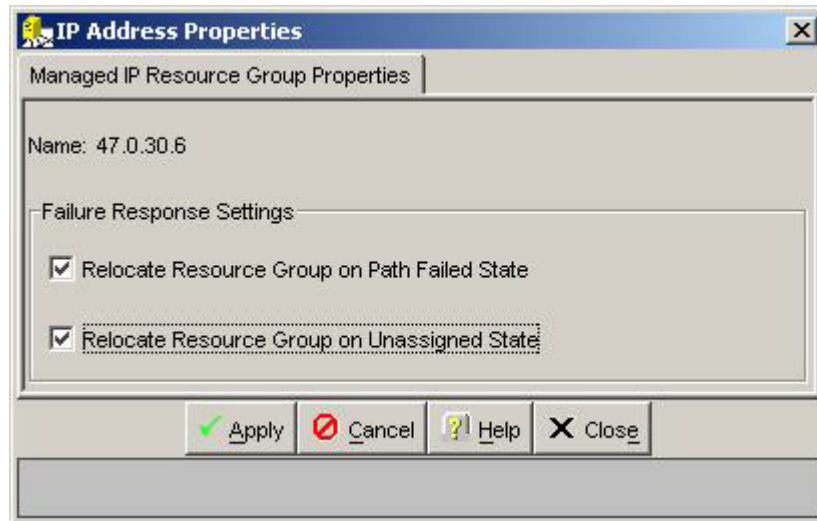 IP Address Properties
Managed IP Resource Group Properties
Name: 47.0.30.6
Failure Response Settings
Relocate Resource Group on Path Failed State
Relocate Resource Group on Unassigned State
Apply Cancel Help Close